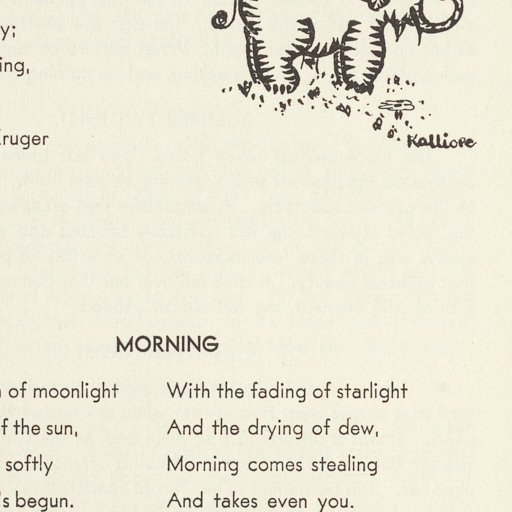 y;
ing,
Kruger
Kalliope
MORNING
of moonlight
f the sun,
softly
's begun.
With the fading of starlight
And the drying of dew,
Morning comes stealing
And takes even you.